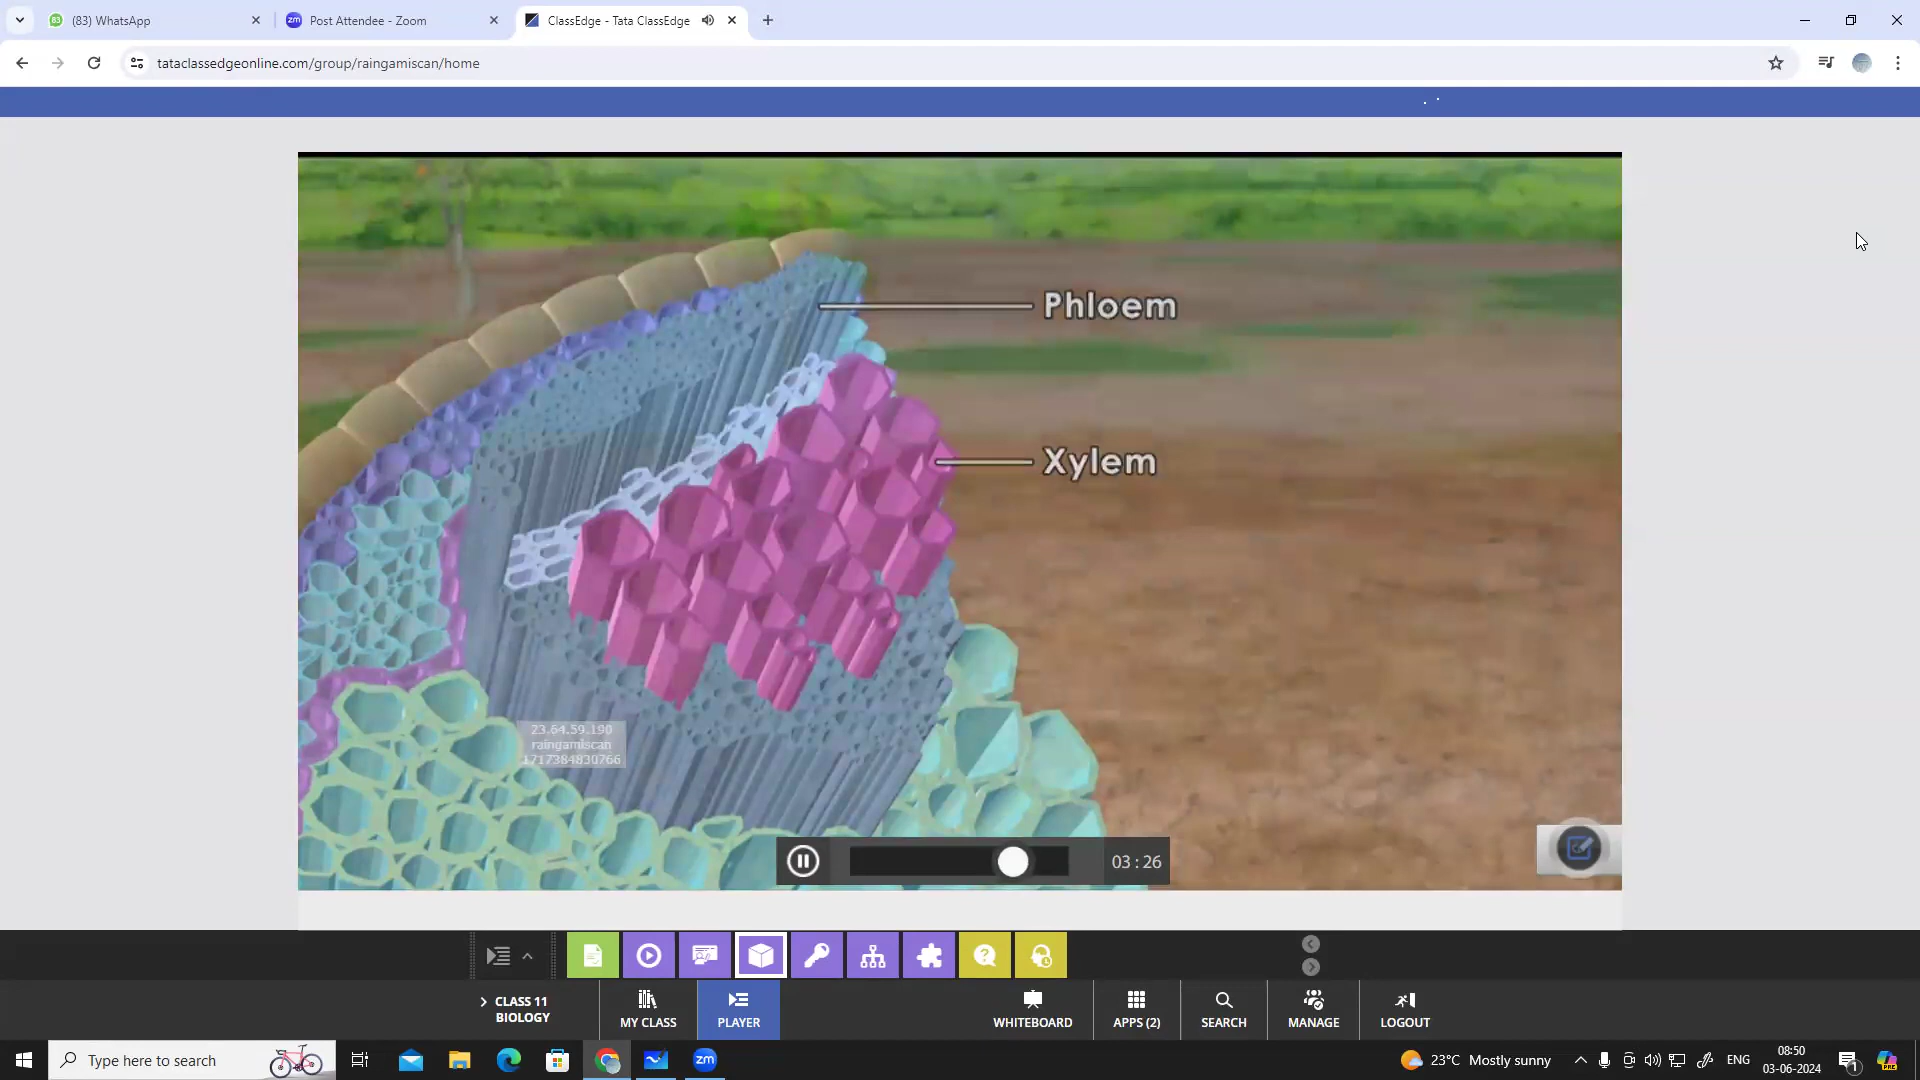 (83) WhatsApp
Post Attendee - Zoom
ClassEdge - Tata ClassEdge
tataclassedgeonline.com/group/raingamiscan/home
Phloem
Xylem
23.64.59.190
raingamiscan
1717384830766
03 : 26
CLASS 11
BIOLOGY
MY CLASS
PLAYER
WHITEBOARD
APPS (2)
SEARCH
MANAGE
LOGOUT
Type here to search
zm
23°C Mostly sunny
ENG
08:50
03-06-2024